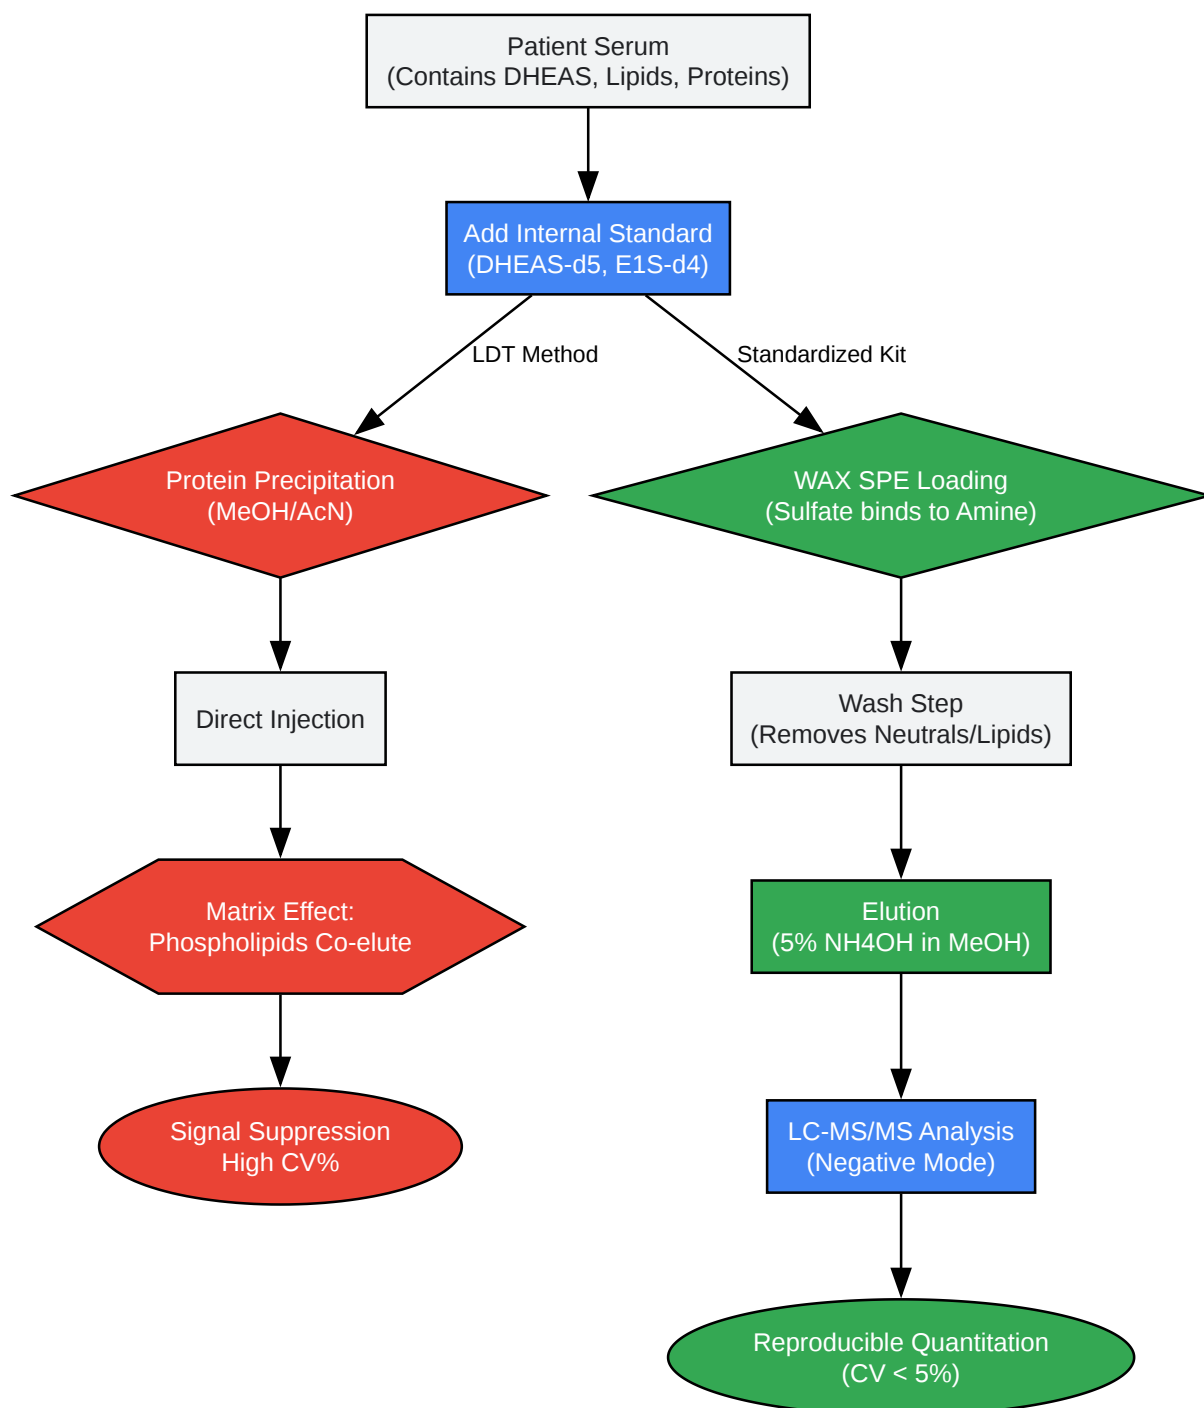 Patient Serum
(Contains DHEAS, Lipids, Proteins)
Add Internal Standard
(DHEAS-d5, E1S-d4)
LDT Method
Standardized Kit
Protein Precipitation
(MeOH/AcN)
WAX SPE Loading
(Sulfate binds to Amine)
Direct Injection
Wash Step
(Removes Neutrals/Lipids)
Matrix Effect:
Phospholipids Co-elute
Elution
(5% NH4OH in MeOH)
Signal Suppression
High CV%
LC-MS/MS Analysis
(Negative Mode)
Reproducible Quantitation
(CV < 5%)